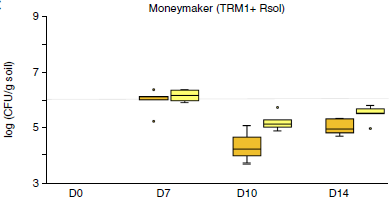 Moneymaker (TRM1+ Rsol)
log (CFU/g soil)
9
7
5
3
D0 D7 D10 D14